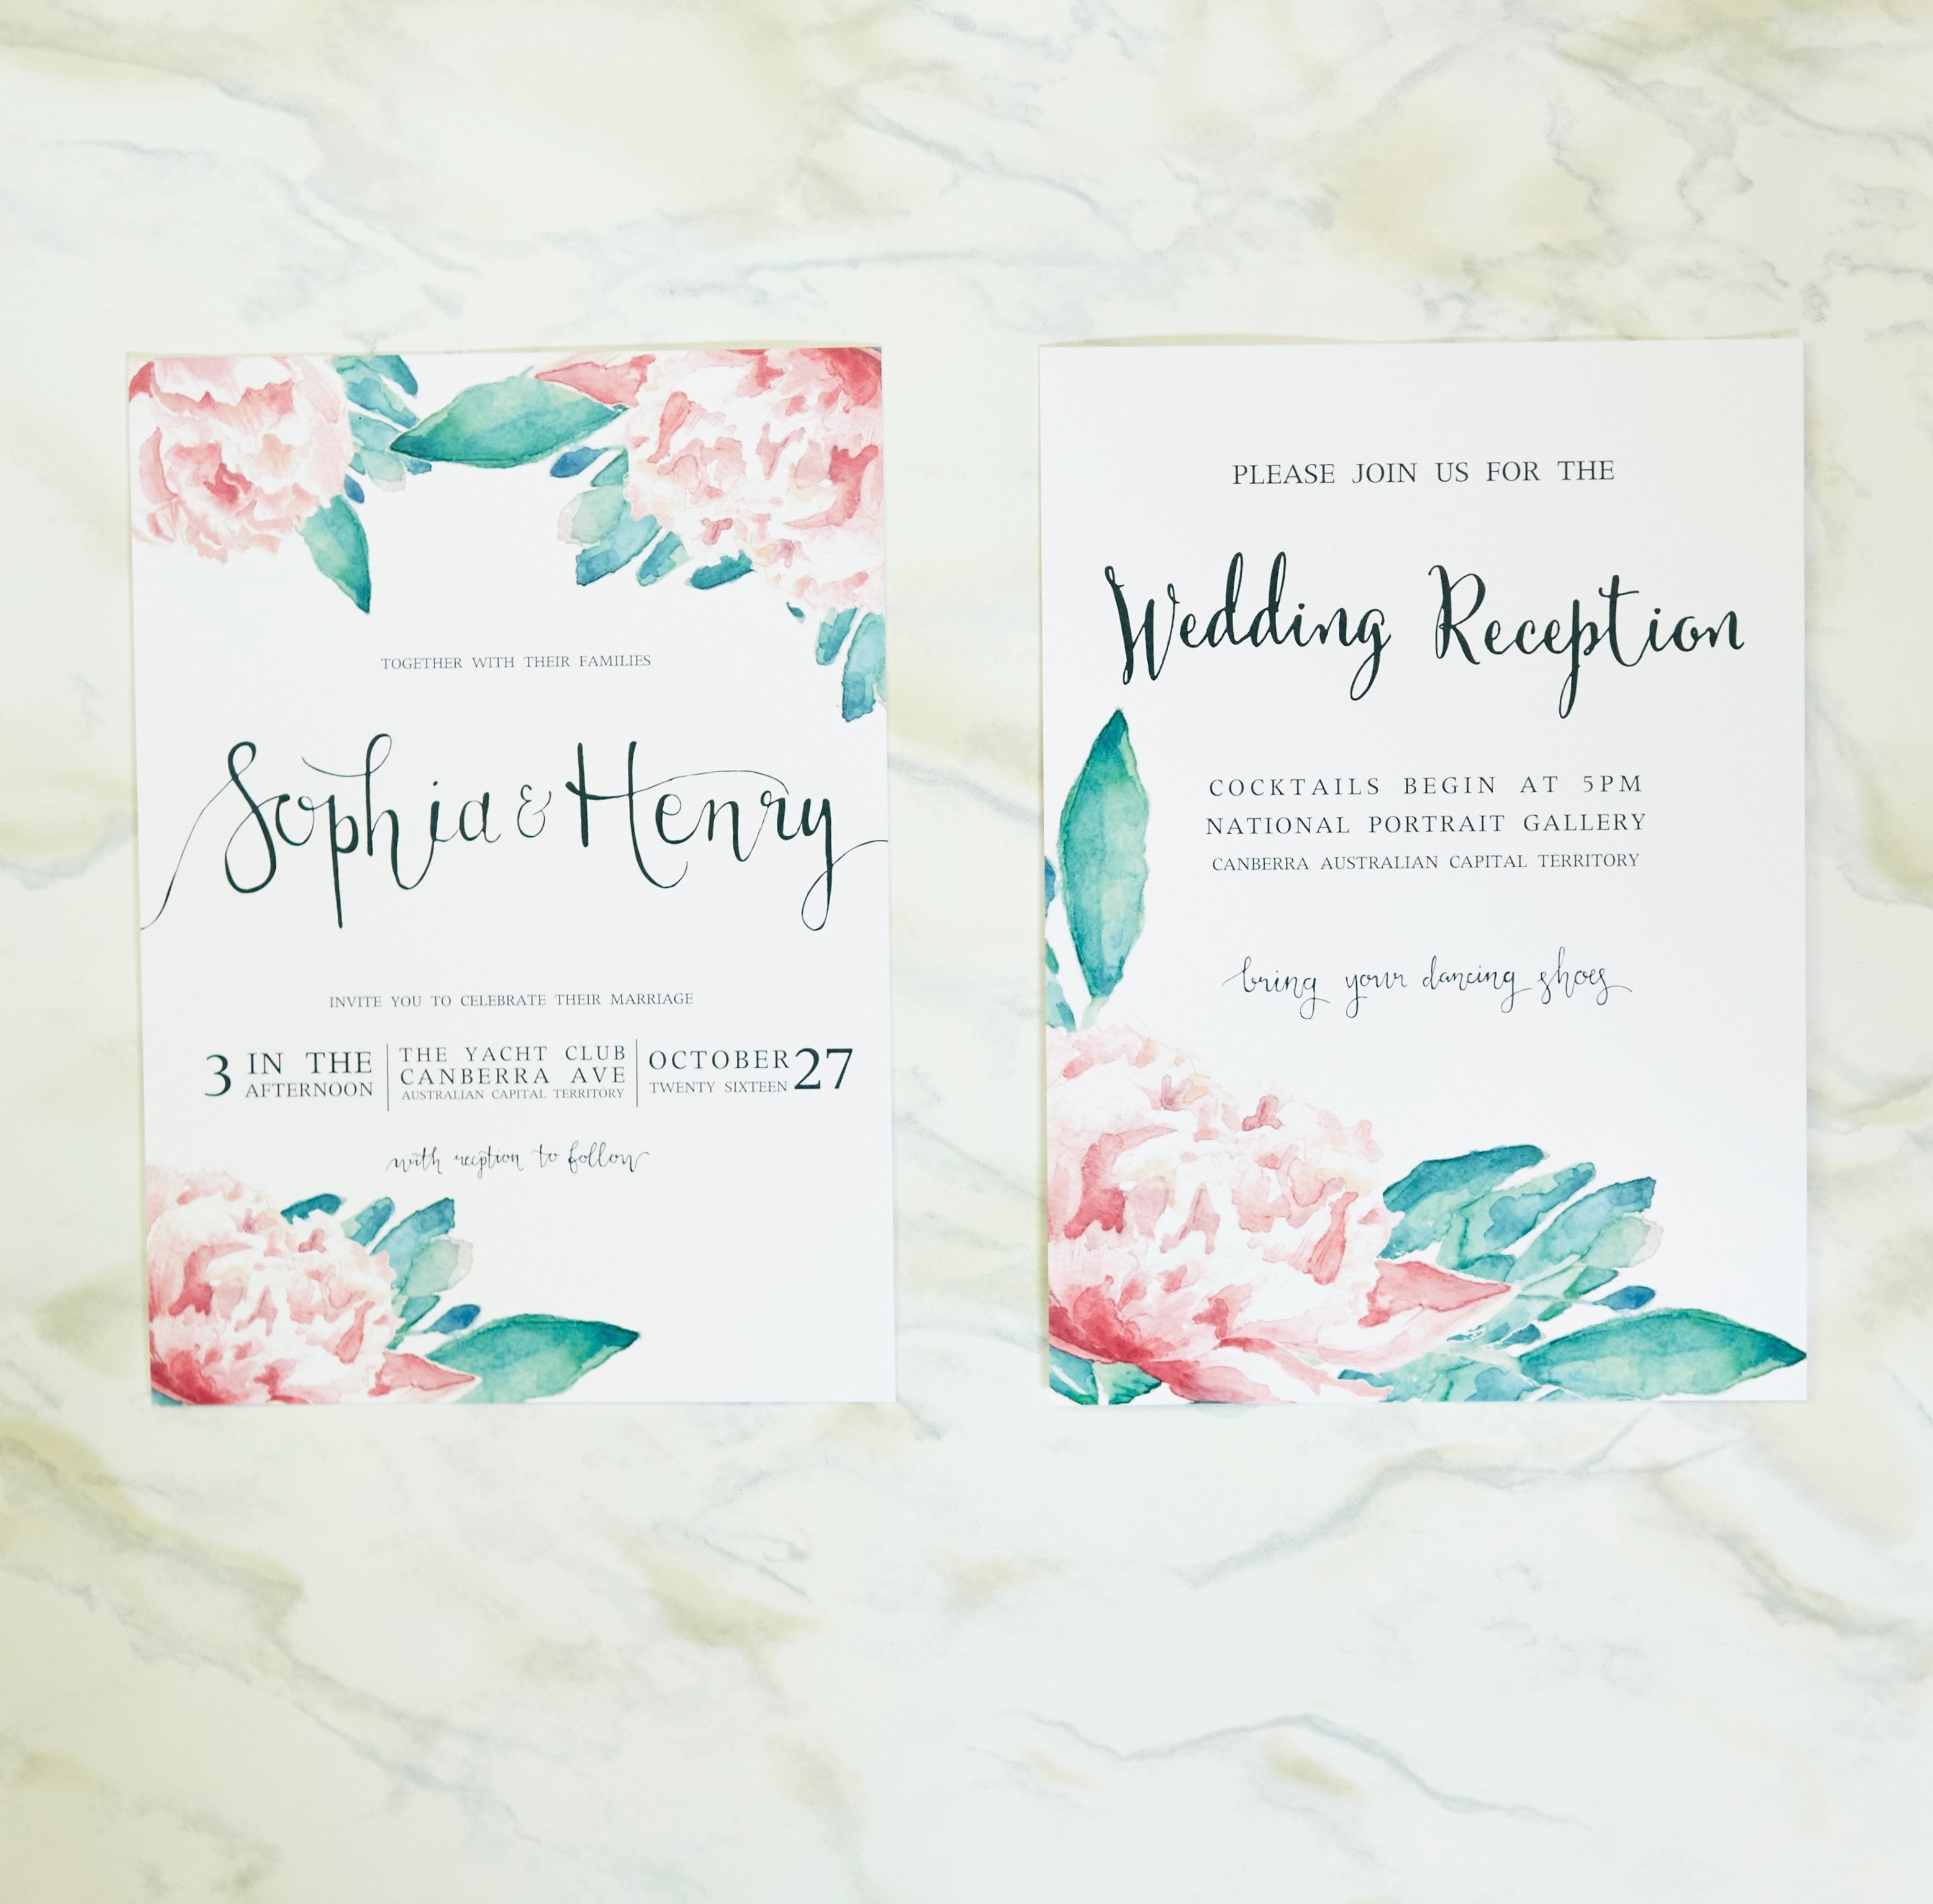 TOGETHER WITH THEIR FAMILIES
Sophia & Henry
INVITE YOU TO CELEBRATE THEIR MARRIAGE
3 IN THE
AFTERNOON
THE YACHT CLUB
CANBERRA AVE
AUSTRALIAN CAPITAL TERRITORY
OCTOBER 27
TWENTY SIXTEEN
with reception to follow
PLEASE JOIN US FOR THE
Wedding Reception
COCKTAILS BEGIN AT 5PM
NATIONAL PORTRAIT GALLERY
CANBERRA AUSTRALIAN CAPITAL TERRITORY
bring your dancing shoes